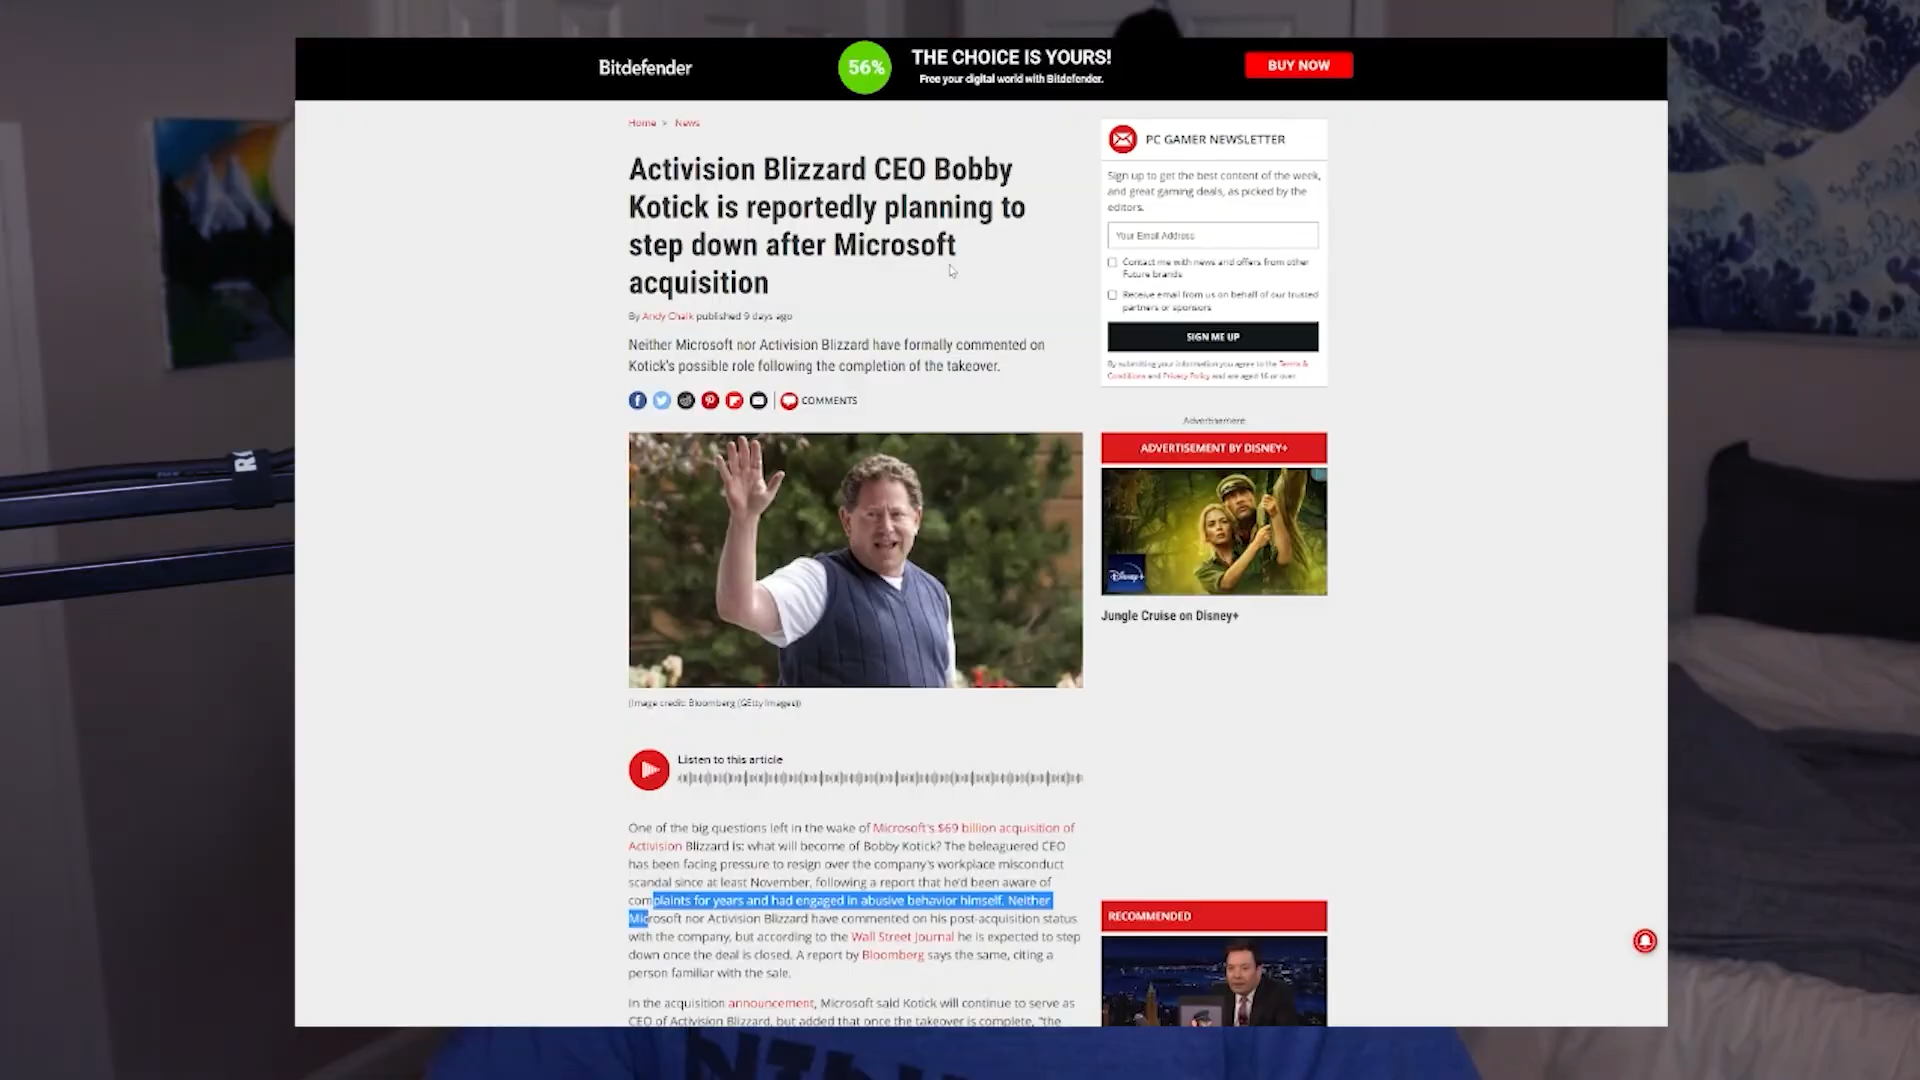 Bitdefender
56%
THE CHOICE IS YOURS!
Free your digital world with Bitdefender.
BUY NOW
Home > News
Activision Blizzard CEO Bobby
Kotick is reportedly planning to
step down after Microsoft
acquisition
By Andy Chalk published 9 days ago
Neither Microsoft nor Activision Blizzard have formally commented on
Kotick's possible role following the completion of the takeover.
COMMENTS
(Image credit: Bloomberg (GEtty Images))
Listen to this article
One of the big questions left in the wake of Microsoft's $69 billion acquisition of
Activision Blizzard is: what will become of Bobby Kotick? The beleaguered CEO
has been facing pressure to resign over the company's workplace misconduct
scandal since at least November, following a report that he'd been aware of
complaints for years and had engaged in abusive behavior himself. Neither
Microsoft nor Activision Blizzard have commented on his post-acquisition status
with the company, but according to the Wall Street Journal he is expected to step
down once the deal is closed. A report by Bloomberg says the same, citing a
person familiar with the sale.
In the acquisition announcement, Microsoft said Kotick will continue to serve as
CEO of Activision Blizzard, but added that once the takeover is complete, "the
PC GAMER NEWSLETTER
Sign up to get the best content of the week,
and great gaming deals, as picked by the
editors.
Your Email Address
Contact me with news and offers from other
Future brands
Receive email from us on behalf of our trusted
partners or sponsors
SIGN ME UP
By submitting your information you agree to the Terms &
Conditions and Privacy Policy and are aged 16 or over.
Advertisement
ADVERTISEMENT BY DISNEY+
Disney+
Jungle Cruise on Disney+
RECOMMENDED